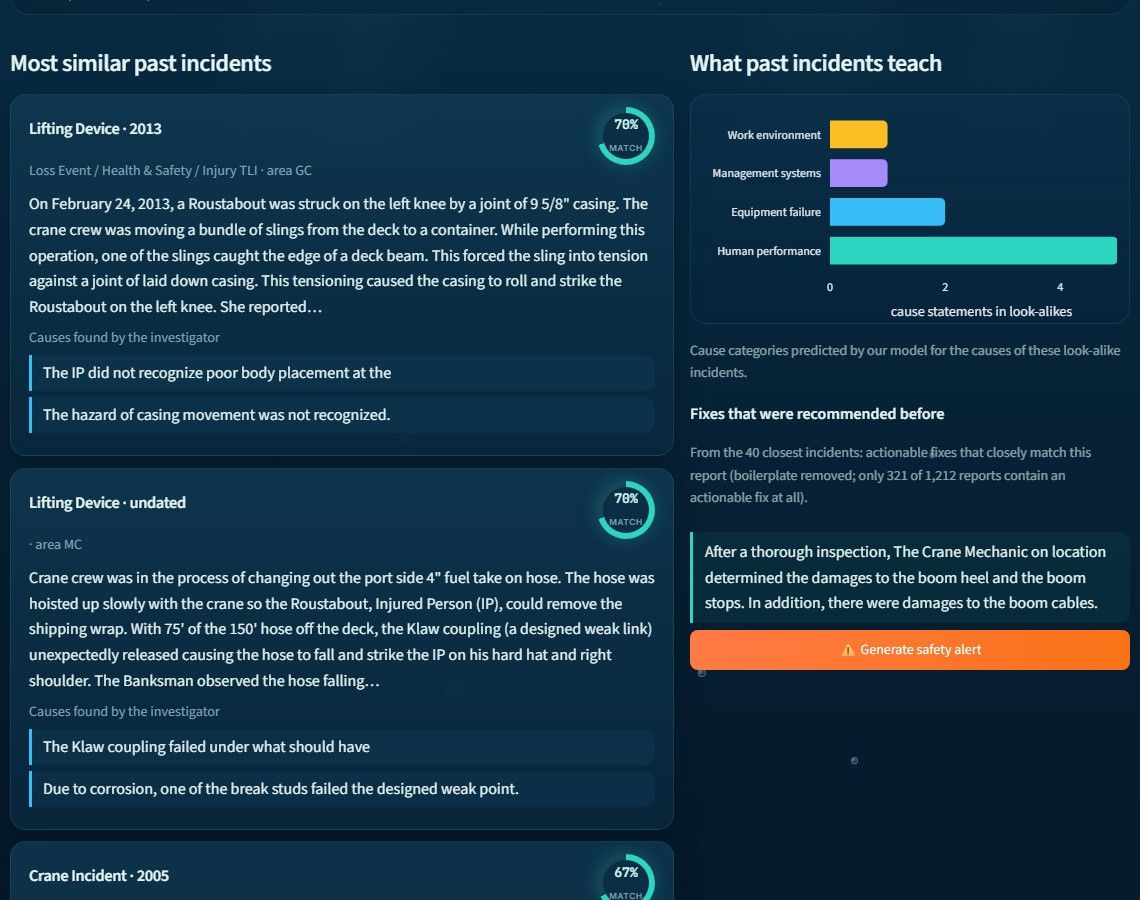 Most similar past incidents
Lifting Device · 2013
70%
MATCH
Loss Event / Health & Safety / Injury TLI · area GC
On February 24, 2013, a Roustabout was struck on the left knee by a joint of 9 5/8" casing. The
crane crew was moving a bundle of slings from the deck to a container. While performing this
operation, one of the slings caught the edge of a deck beam. This forced the sling into tension
against a joint of laid down casing. This tensioning caused the casing to roll and strike the
Roustabout on the left knee. She reported…
Causes found by the investigator
The IP did not recognize poor body placement at the
The hazard of casing movement was not recognized.
Lifting Device · undated
70%
MATCH
· area MC
Crane crew was in the process of changing out the port side 4" fuel take on hose. The hose was
hoisted up slowly with the crane so the Roustabout, Injured Person (IP), could remove the
shipping wrap. With 75' of the 150' hose off the deck, the Klaw coupling (a designed weak link)
unexpectedly released causing the hose to fall and strike the IP on his hard hat and right
shoulder. The Banksman observed the hose falling…
Causes found by the investigator
The Klaw coupling failed under what should have
Due to corrosion, one of the break studs failed the designed weak point.
Crane Incident · 2005
67%
MATCH
What past incidents teach
Work environment
Management systems
Equipment failure
Human performance
0 2 4
cause statements in look-alikes
Cause categories predicted by our model for the causes of these look-alike
incidents.
Fixes that were recommended before
From the 40 closest incidents: actionable fixes that closely match this
report (boilerplate removed; only 321 of 1,212 reports contain an
actionable fix at all).
After a thorough inspection, The Crane Mechanic on location
determined the damages to the boom heel and the boom
stops. In addition, there were damages to the boom cables.
⚠️ Generate safety alert